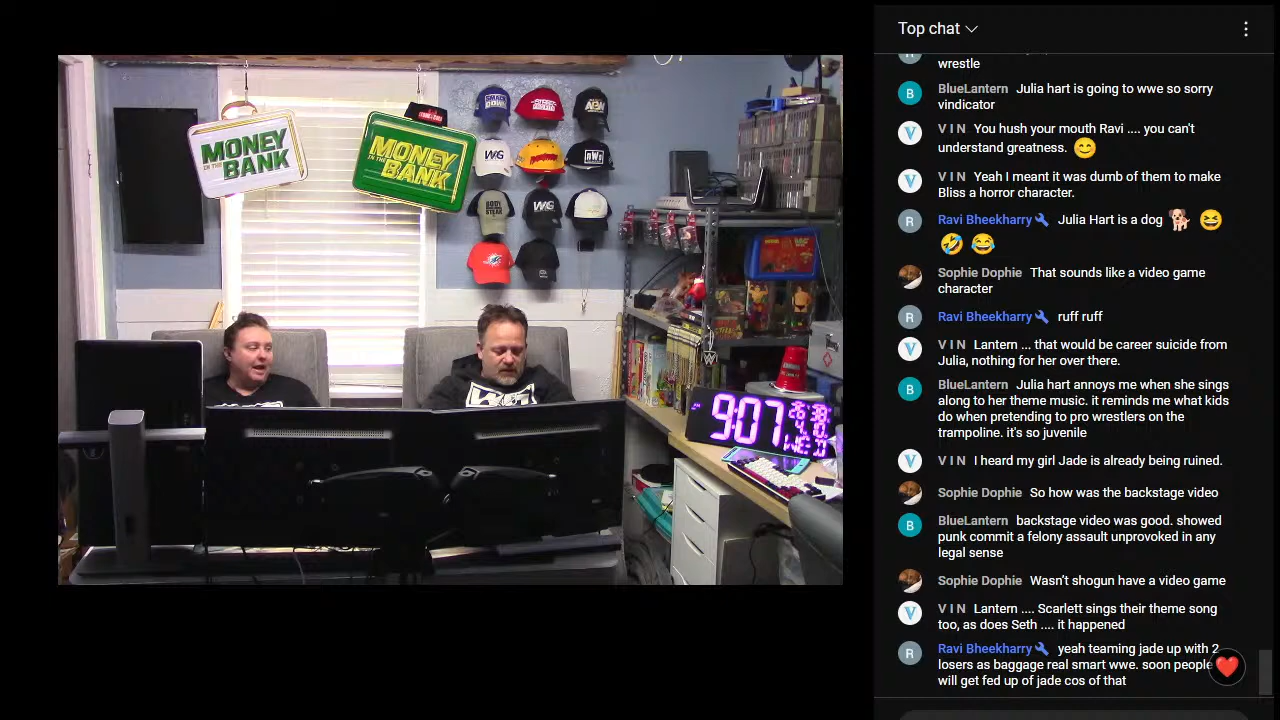 Top chat
wrestle
BlueLantern Julia hart is going to wwe so sorry
vindicator
V I N You hush your mouth Ravi .... you can't
understand greatness. 😊
V I N Yeah I meant it was dumb of them to make
Bliss a horror character.
Ravi Bheekharry Julia Hart is a dog 🐕 😆
🤣 😂
Sophie Dophie That sounds like a video game
character
Ravi Bheekharry ruff ruff
V I N Lantern ... that would be career suicide from
Julia, nothing for her over there.
BlueLantern Julia hart annoys me when she sings
along to her theme music. it reminds me what kids
do when pretending to pro wrestlers on the
trampoline. it's so juvenile
V I N I heard my girl Jade is already being ruined.
Sophie Dophie So how was the backstage video
BlueLantern backstage video was good. showed
punk commit a felony assault unprovoked in any
legal sense
Sophie Dophie Wasn't shogun have a video game
V I N Lantern .... Scarlett sings their theme song
too, as does Seth .... it happened
Ravi Bheekharry yeah teaming jade up with 2
losers as baggage real smart wwe. soon people
will get fed up of jade cos of that
MONEY
IN THE BANK
MONEY
IN THE BANK
WG
nWo
WG
9:07